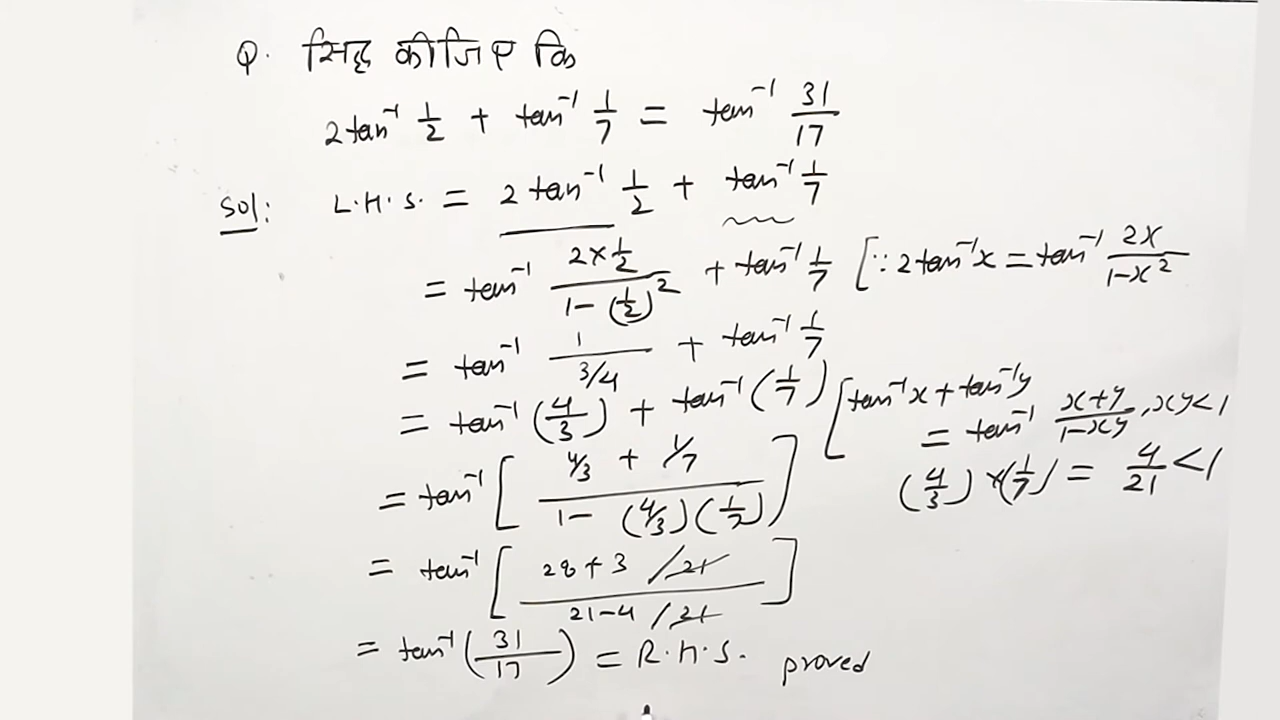 Q. सिद्ध कीजिए कि
2tan⁻¹ 1/2 + tan⁻¹ 1/7 = tan⁻¹ 31/17
Sol: L.H.S. = 2 tan⁻¹ 1/2 + tan⁻¹ 1/7
= tan⁻¹ (2×1/2)/(1-(1/2)²) + tan⁻¹ 1/7 [∵ 2tan⁻¹x = tan⁻¹ 2x/(1-x²)
= tan⁻¹ 1/(3/4) + tan⁻¹ 1/7
= tan⁻¹(4/3) + tan⁻¹(1/7) [tan⁻¹x + tan⁻¹y
= tan⁻¹ (x+y)/(1-xy), xy<1
= tan⁻¹[(4/3 + 1/7)/(1-(4/3)(1/7))] (4/3)×(1/7) = 4/21 <1
= tan⁻¹[(28+3 /21)/(21-4 /21)]
= tan⁻¹(31/17) = R.H.S. proved